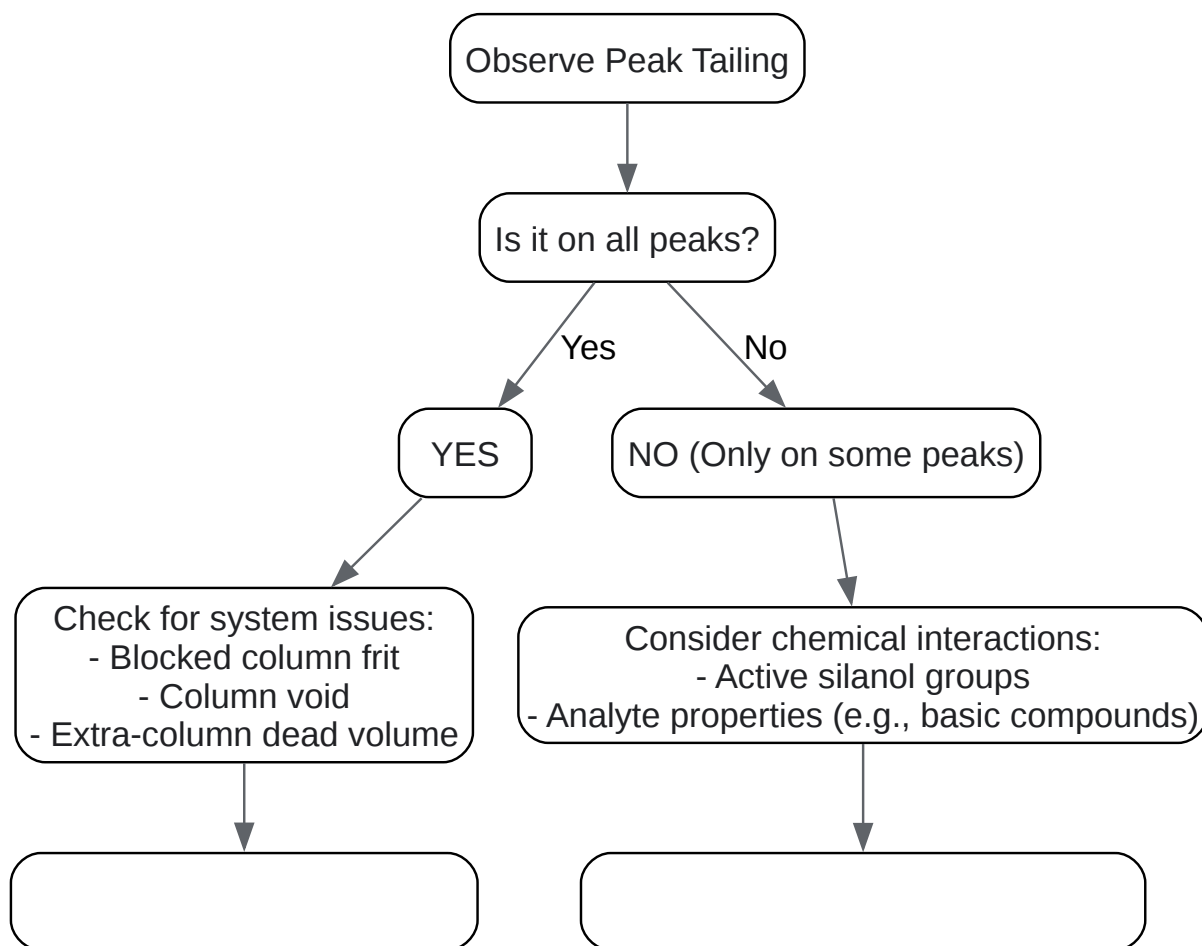 Observe Peak Tailing
Is it on all peaks?
Yes
No
YES
NO (Only on some peaks)
Check for system issues:
- Blocked column frit
- Column void
- Extra-column dead volume
Consider chemical interactions:
- Active silanol groups
- Analyte properties (e.g., basic compounds)